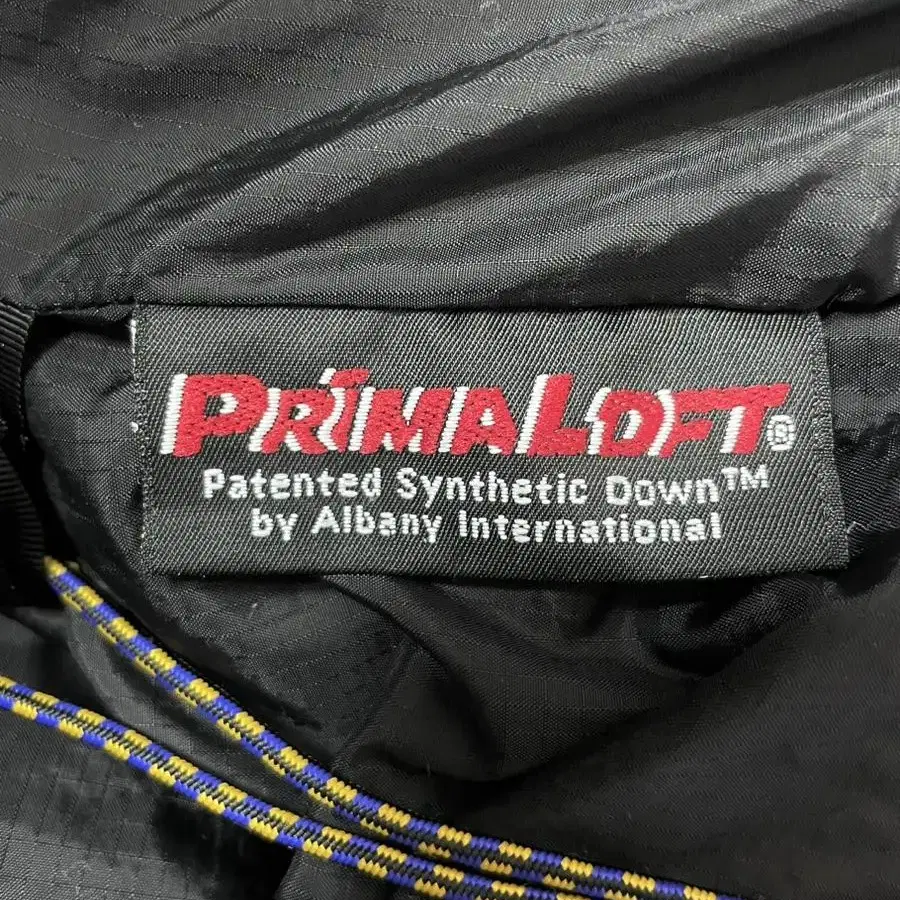 PRIMALOFT®
Patented Synthetic Down™
by Albany International